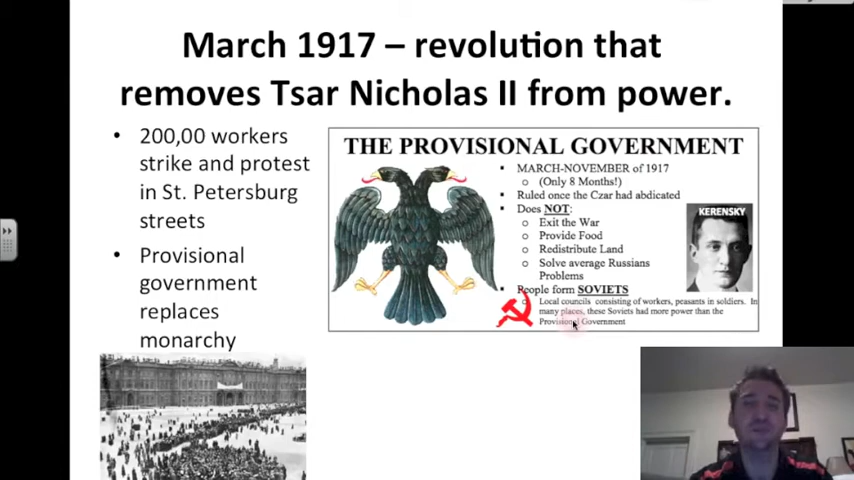 March 1917 – revolution that
removes Tsar Nicholas II from power.
• 200,00 workers
strike and protest
in St. Petersburg
streets
• Provisional
government
replaces
monarchy
THE PROVISIONAL GOVERNMENT
▪ MARCH-NOVEMBER of 1917
o (Only 8 Months!)
▪ Ruled once the Czar had abdicated
▪ Does NOT:
o Exit the War
o Provide Food
o Redistribute Land
o Solve average Russians
Problems
▪ People form SOVIETS
o Local councils consisting of workers, peasants in soldiers. In
many places, these Soviets had more power than the
Provisional Government
KERENSKY